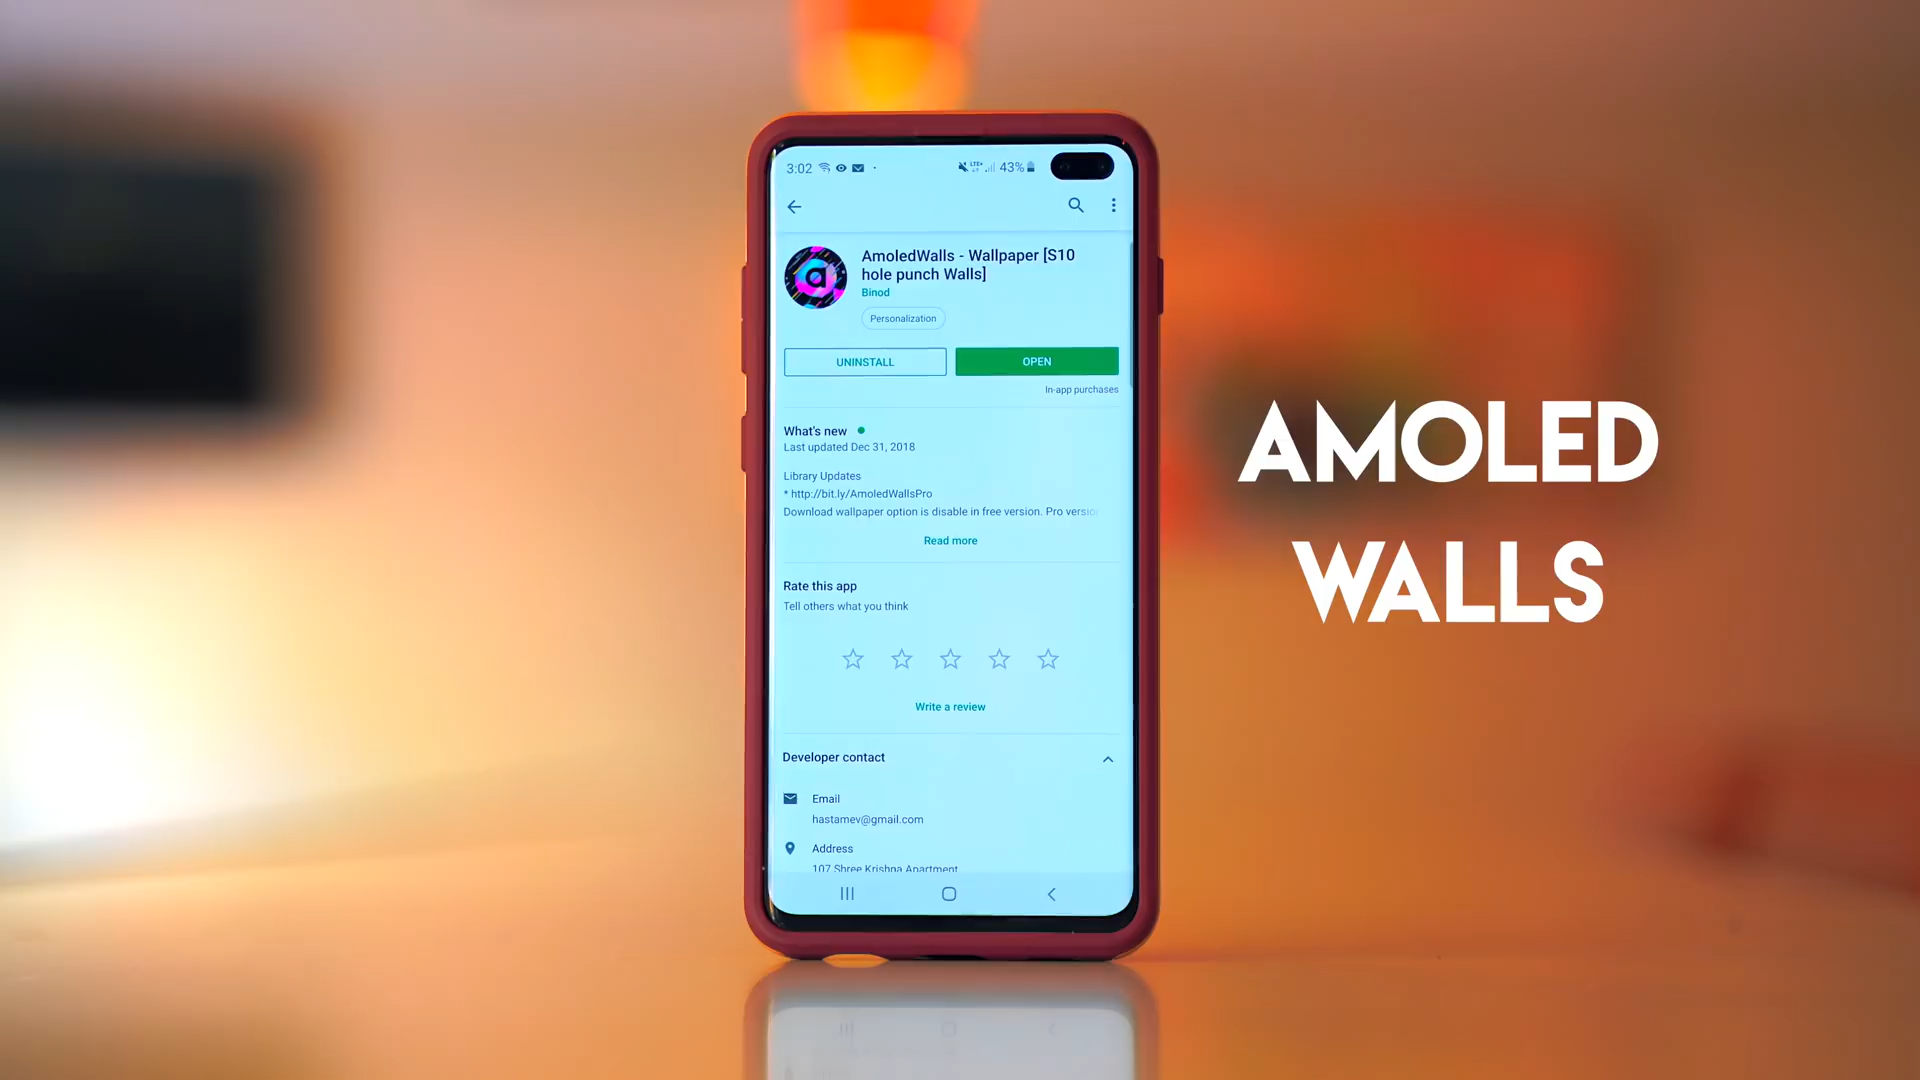 3:02
LTE+
43%
AmoledWalls - Wallpaper [S10
hole punch Walls]
Binod
Personalization
UNINSTALL
OPEN
In-app purchases
What's new
Last updated Dec 31, 2018
Library Updates
* http://bit.ly/AmoledWallsPro
Download wallpaper option is disable in free version. Pro versio
Read more
Rate this app
Tell others what you think
Write a review
Developer contact
Email
hastamev@gmail.com
Address
107 Shree Krishna Apartment
AMOLED
WALLS